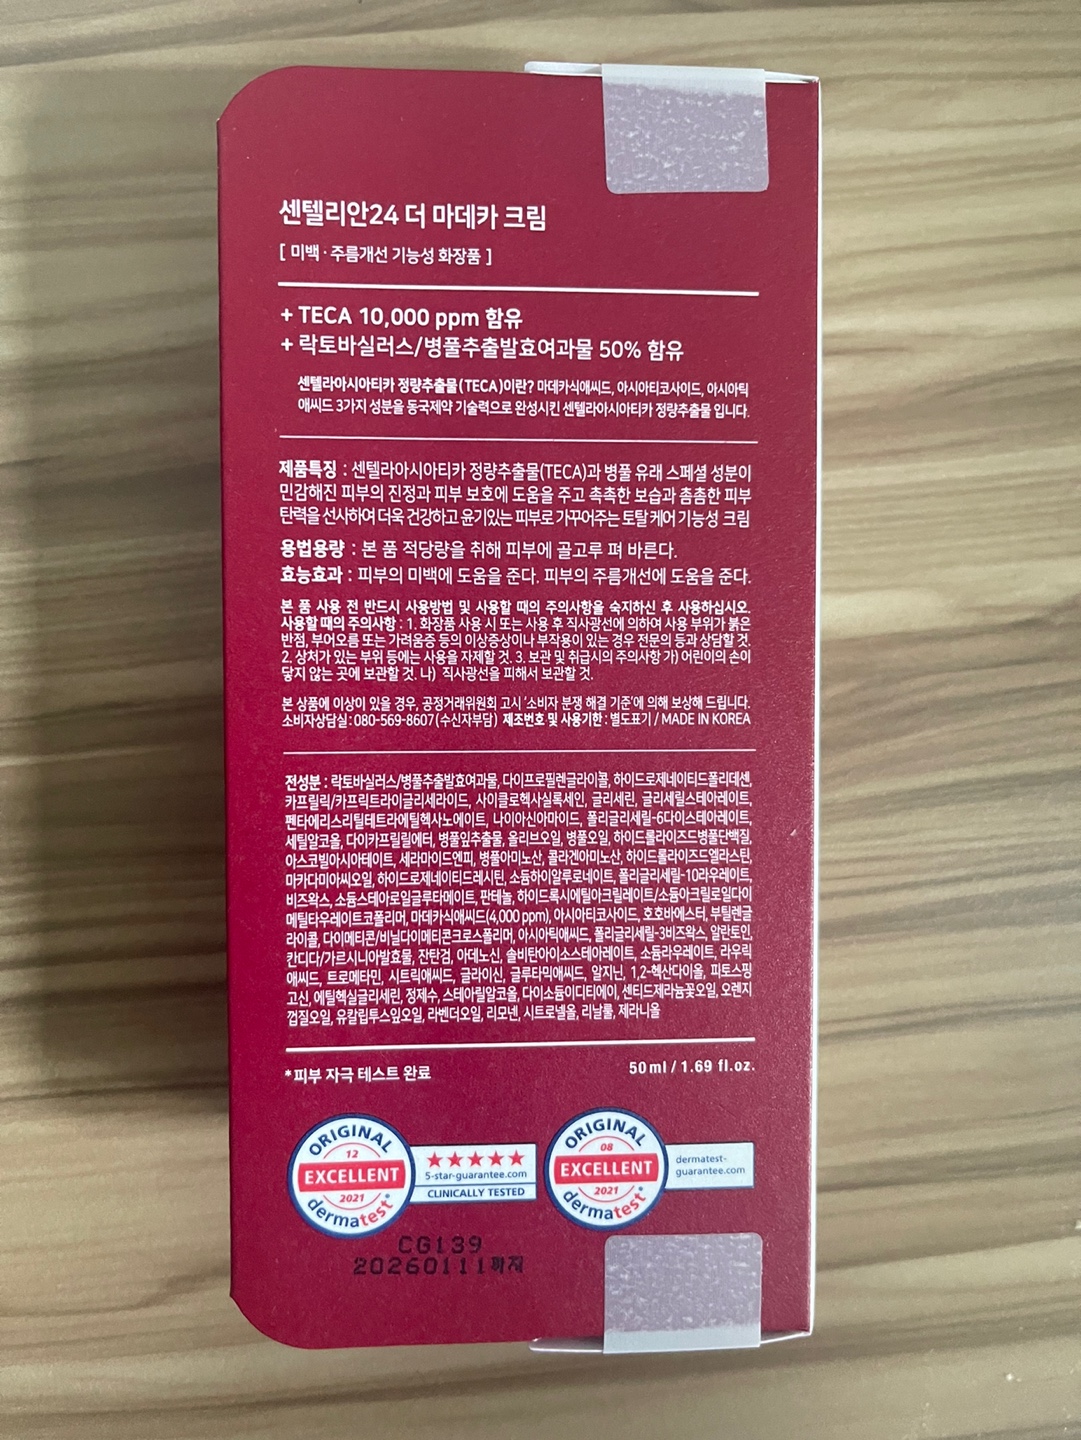 센텔리안24 더 마데카 크림
[ 미백 · 주름개선 기능성 화장품 ]
+ TECA 10,000 ppm 함유
+ 락토바실러스/병풀추출발효여과물 50% 함유
센텔라아시아티카 정량추출물(TECA)이란? 마데카식애씨드, 아시아티코사이드, 아시아틱
애씨드 3가지 성분을 동국제약 기술력으로 완성시킨 센텔라아시아티카 정량추출물 입니다.
제품특징 : 센텔라아시아티카 정량추출물(TECA)과 병풀 유래 스페셜 성분이
민감해진 피부의 진정과 피부 보호에 도움을 주고 촉촉한 보습과 촘촘한 피부
탄력을 선사하여 더욱 건강하고 윤기있는 피부로 가꾸어주는 토탈 케어 기능성 크림
용법용량 : 본 품 적당량을 취해 피부에 골고루 펴 바른다.
효능효과 : 피부의 미백에 도움을 준다. 피부의 주름개선에 도움을 준다.
본 품 사용 전 반드시 사용방법 및 사용할 때의 주의사항을 숙지하신 후 사용하십시오.
사용할 때의 주의사항 : 1. 화장품 사용 시 또는 사용 후 직사광선에 의하여 사용 부위가 붉은
반점, 부어오름 또는 가려움증 등의 이상증상이나 부작용이 있는 경우 전문의 등과 상담할 것.
2. 상처가 있는 부위 등에는 사용을 자제할 것. 3. 보관 및 취급시의 주의사항 가) 어린이의 손이
닿지 않는 곳에 보관할 것. 나) 직사광선을 피해서 보관할 것.
본 상품에 이상이 있을 경우, 공정거래위원회 고시 '소비자 분쟁 해결 기준'에 의해 보상해 드립니다.
소비자상담실 : 080-569-8607 (수신자부담) 제조번호 및 사용기한 : 별도표기 / MADE IN KOREA
전성분 : 락토바실러스/병풀추출발효여과물, 다이프로필렌글라이콜, 하이드로제네이티드폴리데센,
카프릴릭/카프릭트라이글리세라이드, 사이클로헥사실록세인, 글리세린, 글리세릴스테아레이트,
펜타에리스리틸테트라에틸헥사노에이트, 나이아신아마이드, 폴리글리세릴-6다이스테아레이트,
세틸알코올, 다이카프릴릴에터, 병풀잎추출물, 올리브오일, 병풀오일, 하이드롤라이즈드병풀단백질,
아스코빌아시아테이트, 세라마이드엔피, 병풀아미노산, 콜라겐아미노산, 하이드롤라이즈드엘라스틴,
마카다미아씨오일, 하이드로제네이티드레시틴, 소듐하이알루로네이트, 폴리글리세릴-10라우레이트,
비즈왁스, 소듐스테아로일글루타메이트, 판테놀, 하이드록시에틸아크릴레이트/소듐아크릴로일다이
메틸타우레이트코폴리머, 마데카식애씨드(4,000 ppm), 아시아티코사이드, 호호바에스터, 부틸렌글
라이콜, 다이메티콘/비닐다이메티콘크로스폴리머, 아시아틱애씨드, 폴리글리세릴-3비즈왁스, 알란토인,
칸디다/가르시니아발효물, 잔탄검, 아데노신, 솔비탄아이소스테아레이트, 소듐라우레이트, 라우릭
애씨드, 트로메타민, 시트릭애씨드, 글라이신, 글루타믹애씨드, 알지닌, 1,2-헥산다이올, 피토스핑
고신, 에틸헥실글리세린, 정제수, 스테아릴알코올, 다이소듐이디티에이, 센티드제라늄꽃오일, 오렌지
껍질오일, 유칼립투스잎오일, 라벤더오일, 리모넨, 시트로넬올, 리날룰, 제라니올
*피부 자극 테스트 완료
50ml / 1.69 fl.oz.
ORIGINAL
12
EXCELLENT
2021
dermatest®
★★★★★
5-star-guarantee.com
CLINICALLY TESTED
ORIGINAL
08
EXCELLENT
2021
dermatest®
dermatest-
guarantee.com
CG139
20260111까지